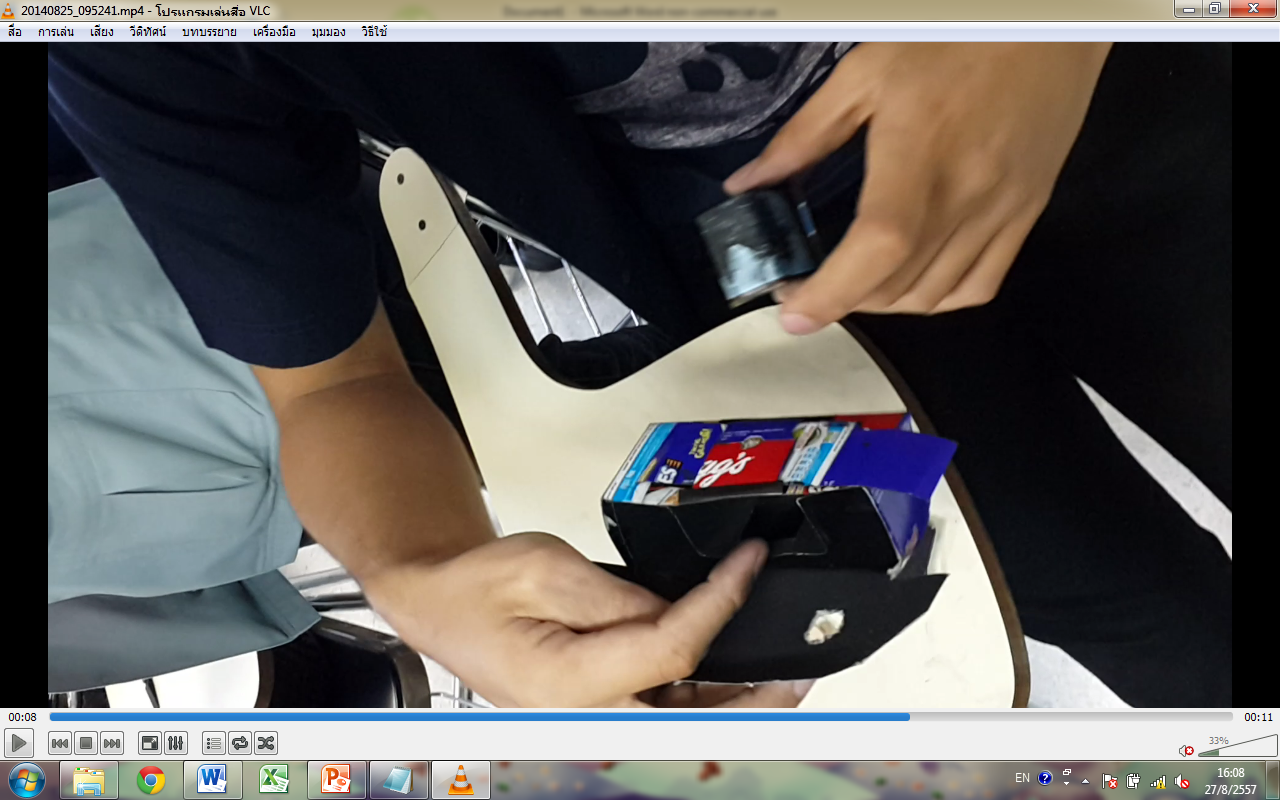 20140825_095241.mp4 - โปรแกรมเล่นสื่อ VLC
สื่อ การเล่น เสียง วีดิทัศน์ บทบรรยาย เครื่องมือ มุมมอง วิธีใช้
ag's
00:08 00:11
33%
EN 16:08
27/8/2557